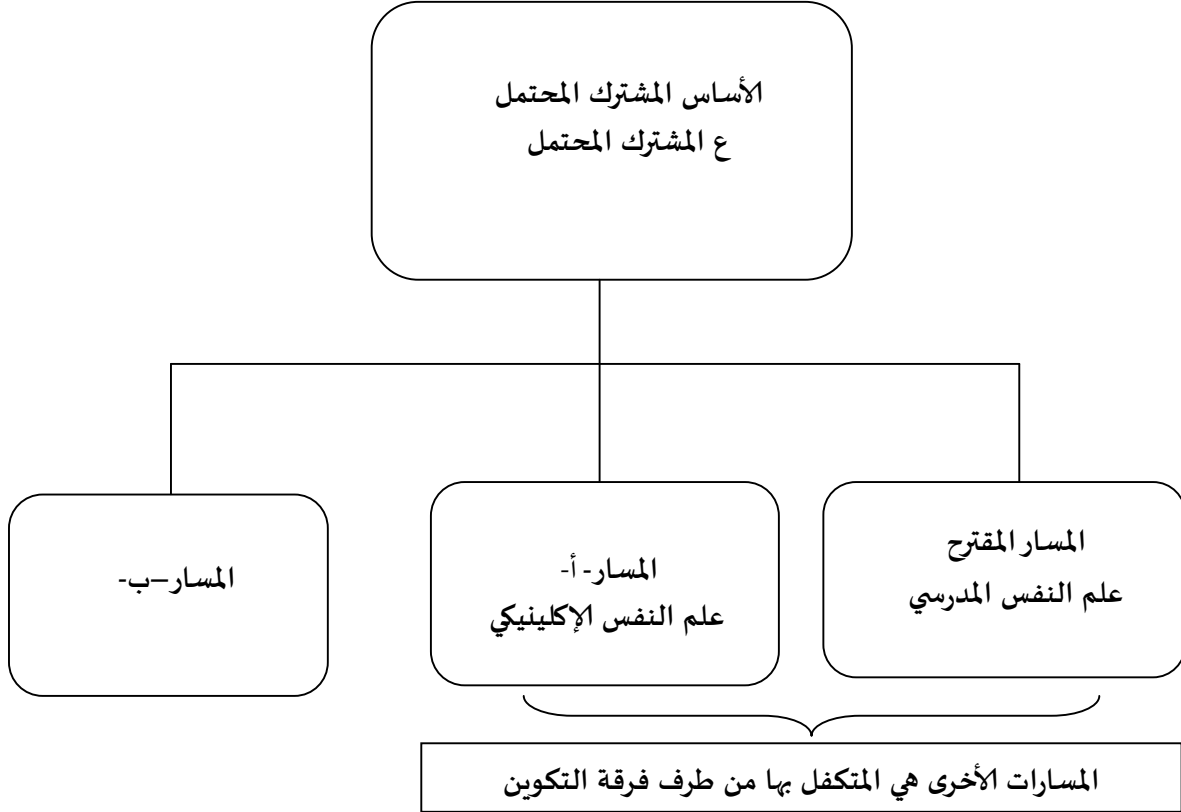 الأساس المشترك المحتمل
ع المشترك المحتمل
المسار المقترح
علم النفس المدرسي
المسار- أ-
علم النفس الإكلينيكي
المسار–ب-
المسارات الأخرى هي المتكفل بها من طرف فرقة التكوين